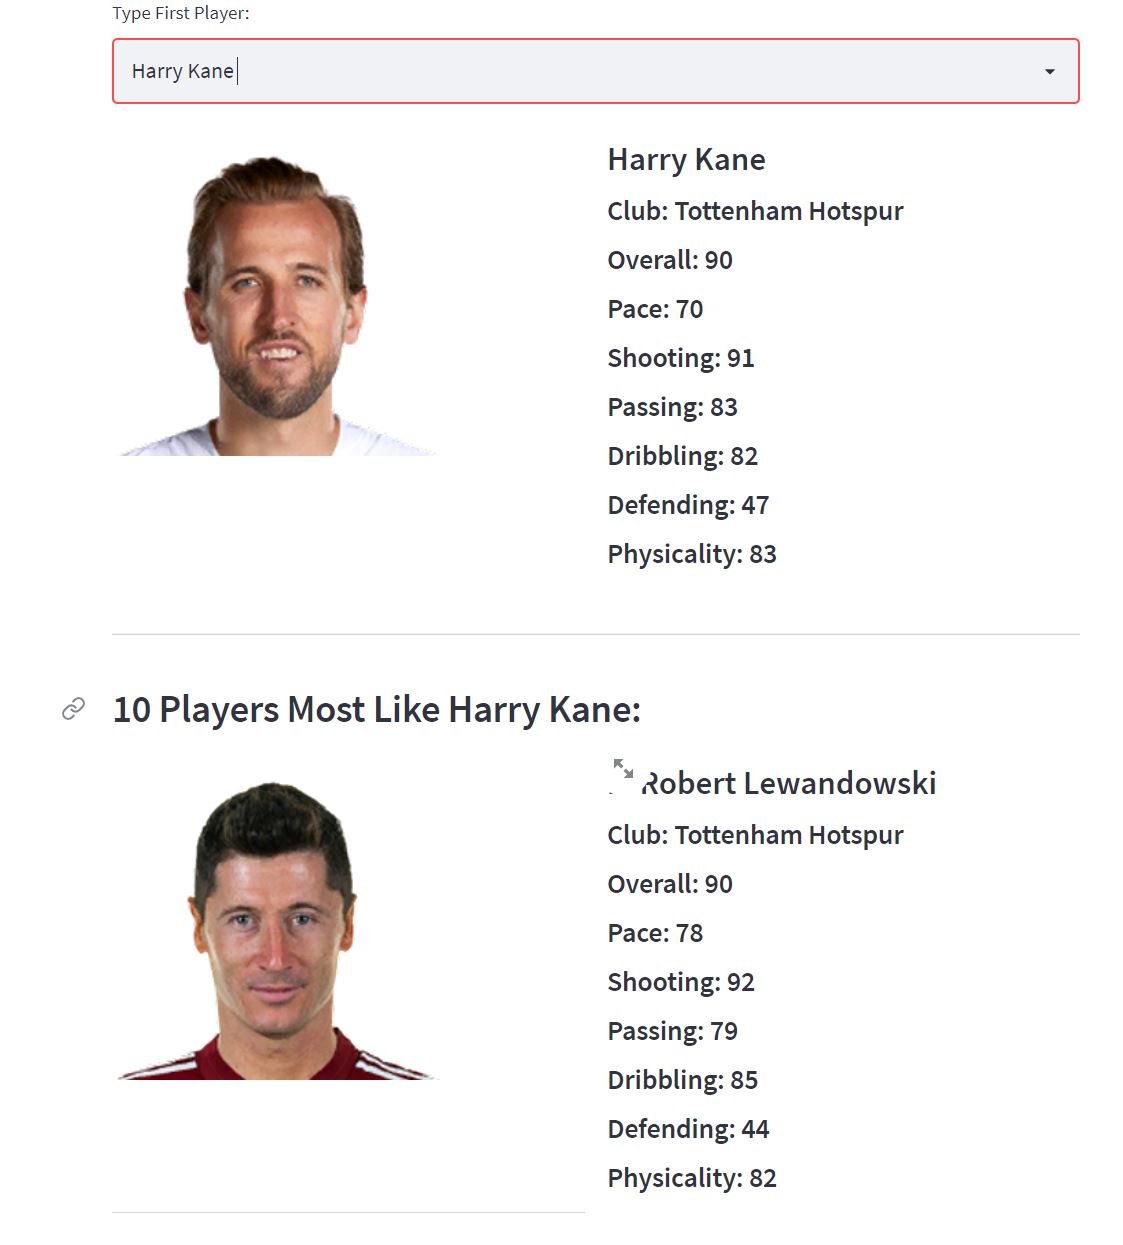 Type First Player:
Harry Kane
Harry Kane
Club: Tottenham Hotspur
Overall: 90
Pace: 70
Shooting: 91
Passing: 83
Dribbling: 82
Defending: 47
Physicality: 83
10 Players Most Like Harry Kane:
Robert Lewandowski
Club: Tottenham Hotspur
Overall: 90
Pace: 78
Shooting: 92
Passing: 79
Dribbling: 85
Defending: 44
Physicality: 82